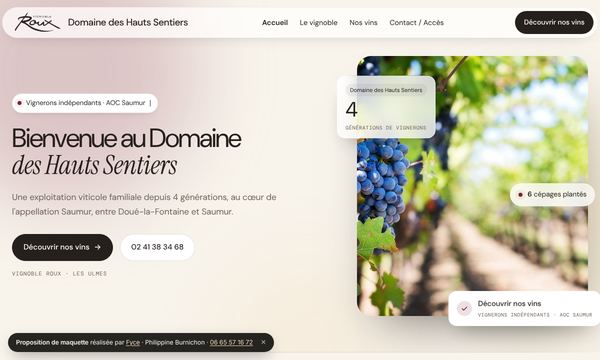 VIGNOBLE
Roux
Domaine des Hauts Sentiers
Accueil
Le vignoble
Nos vins
Contact / Accès
Découvrir nos vins
Vignerons indépendants · AOC Saumur |
Bienvenue au Domaine
des Hauts Sentiers
Une exploitation viticole familiale depuis 4 générations, au cœur de
l'appellation Saumur, entre Doué-la-Fontaine et Saumur.
Découvrir nos vins →
02 41 38 34 68
VIGNOBLE ROUX · LES ULMES
Domaine des Hauts Sentiers
4
GÉNÉRATIONS DE VIGNERONS
6 cépages plantés
Découvrir nos vins
VIGNERONS INDÉPENDANTS · AOC SAUMUR
Proposition de maquette réalisée par Fyce · Philippine Burnichon · 06 65 57 16 72 ×